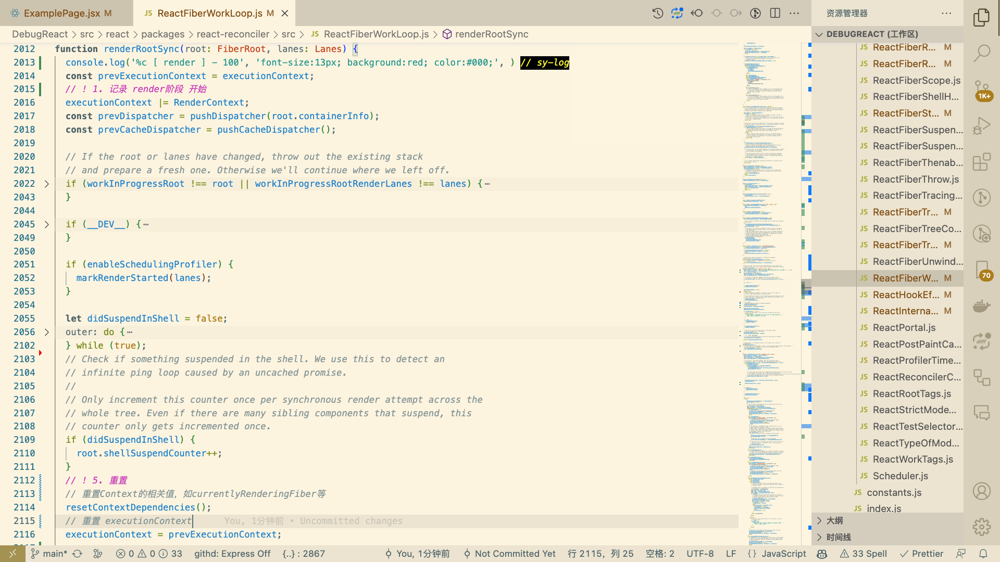 ExamplePage.jsx M
JS ReactFiberWorkLoop.js M
资源管理器
DebugReact > src > react > packages > react-reconciler > src > JS ReactFiberWorkLoop.js > renderRootSync
2012 function renderRootSync(root: FiberRoot, lanes: Lanes) {
2013 console.log('%c [ render ] - 100', 'font-size:13px; background:red; color:#000;', ) // sy-log
2014 const prevExecutionContext = executionContext;
2015 // ! 1. 记录 render阶段 开始
2016 executionContext |= RenderContext;
2017 const prevDispatcher = pushDispatcher(root.containerInfo);
2018 const prevCacheDispatcher = pushCacheDispatcher();
2019
2020 // If the root or lanes have changed, throw out the existing stack
2021 // and prepare a fresh one. Otherwise we'll continue where we left off.
2022 if (workInProgressRoot !== root || workInProgressRootRenderLanes !== lanes) {…
2043 }
2044
2045 if (__DEV__) {…
2049 }
2050
2051 if (enableSchedulingProfiler) {
2052 markRenderStarted(lanes);
2053 }
2054
2055 let didSuspendInShell = false;
2056 outer: do {…
2102 } while (true);
2103 // Check if something suspended in the shell. We use this to detect an
2104 // infinite ping loop caused by an uncached promise.
2105 //
2106 // Only increment this counter once per synchronous render attempt across the
2107 // whole tree. Even if there are many sibling components that suspend, this
2108 // counter only gets incremented once.
2109 if (didSuspendInShell) {
2110 root.shellSuspendCounter++;
2111 }
2112 // ! 5. 重置
2113 // 重置Context的相关值，如currentlyRenderingFiber等
2114 resetContextDependencies();
2115 // 重置 executionContext You, 1分钟前 • Uncommitted changes
2116 executionContext = prevExecutionContext;
DEBUGREACT (工作区)
JS ReactFiberR... M
JS ReactFiberR... M
JS ReactFiberScope.js
JS ReactFiberShellH...
JS ReactFiberSt... M
JS ReactFiberSuspen...
JS ReactFiberSuspen...
JS ReactFiberThenab...
JS ReactFiberThrow.js
JS ReactFiberTracing...
JS ReactFiberTr... M
JS ReactFiberTreeCo...
JS ReactFiberTr... M
JS ReactFiberUnwind...
JS ReactFiberW... M
JS ReactHookEf... M
JS ReactInterna... M
JS ReactPortal.js
JS ReactPostPaintCa...
JS ReactProfilerTime...
JS ReactReconcilerC...
JS ReactRootTags.js
JS ReactStrictMode...
JS ReactTestSelector...
JS ReactTypeOfMod...
JS ReactWorkTags.js
JS Scheduler.js
JS constants.js
JS index.js
大纲
时间线
1K+
70
main* 0 0 33 githd: Express Off {..} : 2867 You, 1分钟前 Not Committed Yet 行 2115，列 25 空格: 2 UTF-8 LF {} JavaScript 33 Spell Prettier